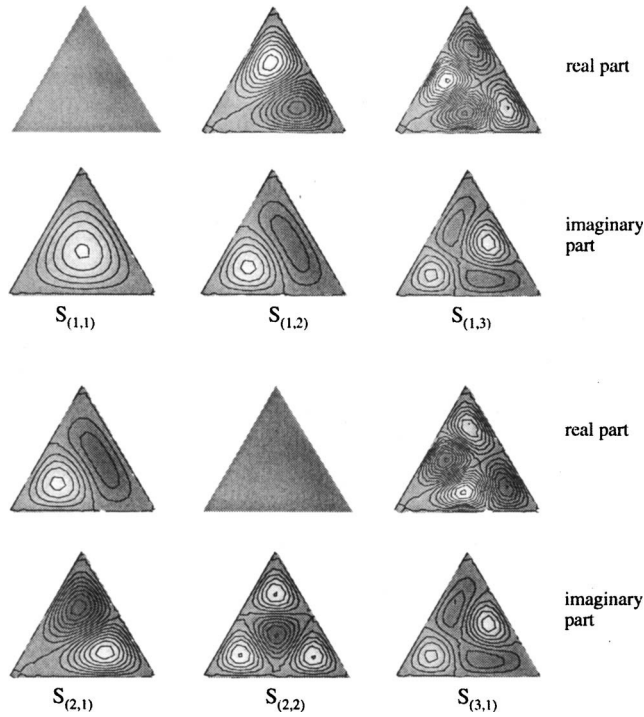 real part
imaginary
part
S(1,1) S(1,2) S(1,3)
real part
imaginary
part
S(2,1) S(2,2) S(3,1)